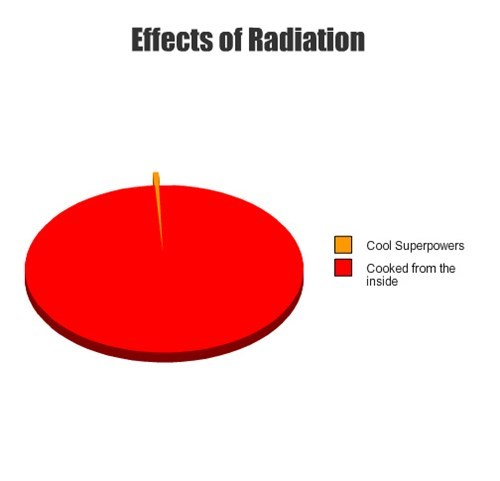 Effects of Radiation
Cool Superpowers
Cooked from the
inside